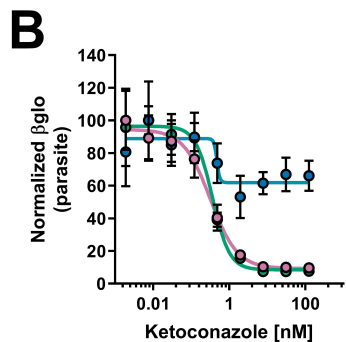 B
140
120
100
80
60
40
20
0
Normalized βglo
(parasite)
0.01 1 100
Ketoconazole [nM]